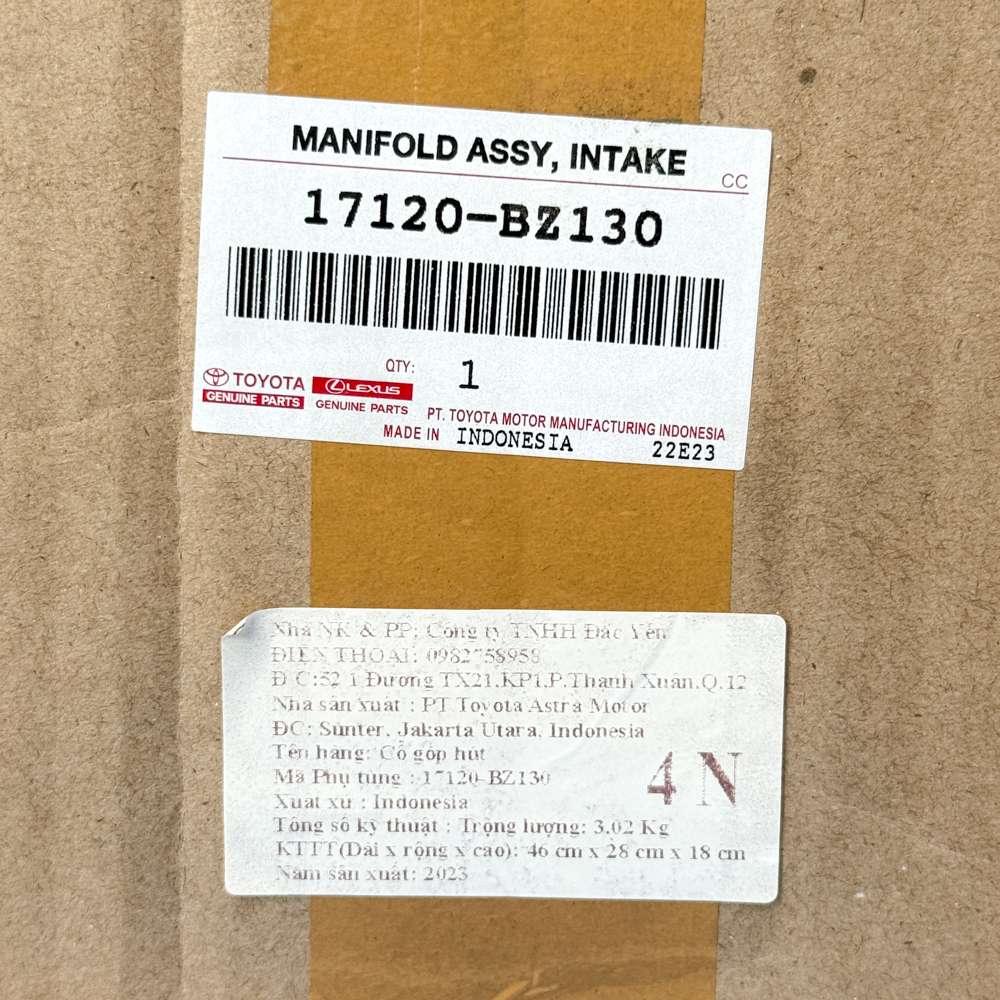 MANIFOLD ASSY, INTAKE
CC
17120-BZ130
QTY: 1
TOYOTA
GENUINE PARTS
LEXUS
GENUINE PARTS
PT. TOYOTA MOTOR MANUFACTURING INDONESIA
MADE IN INDONESIA 22E23
Nhà NK & PP: Công ty TNHH Đắc Yến
ĐIỆN THOẠI: 0982758958
Đ C:52 1 Đường TX21,KP1,P.Thạnh Xuân,Q.12
Nhà sản xuất : PT Toyota Astra Motor
ĐC: Sunter, Jakarta Utara, Indonesia
Tên hàng: Cổ góp hút
Mã Phụ tùng : 17120-BZ130
4 N
Xuất xứ : Indonesia
Tông số kỹ thuật : Trộng lượng: 3.02 Kg
KTTT(Dài x rộng x cao): 46 cm x 28 cm x 18 cm
Năm sản xuất: 2023